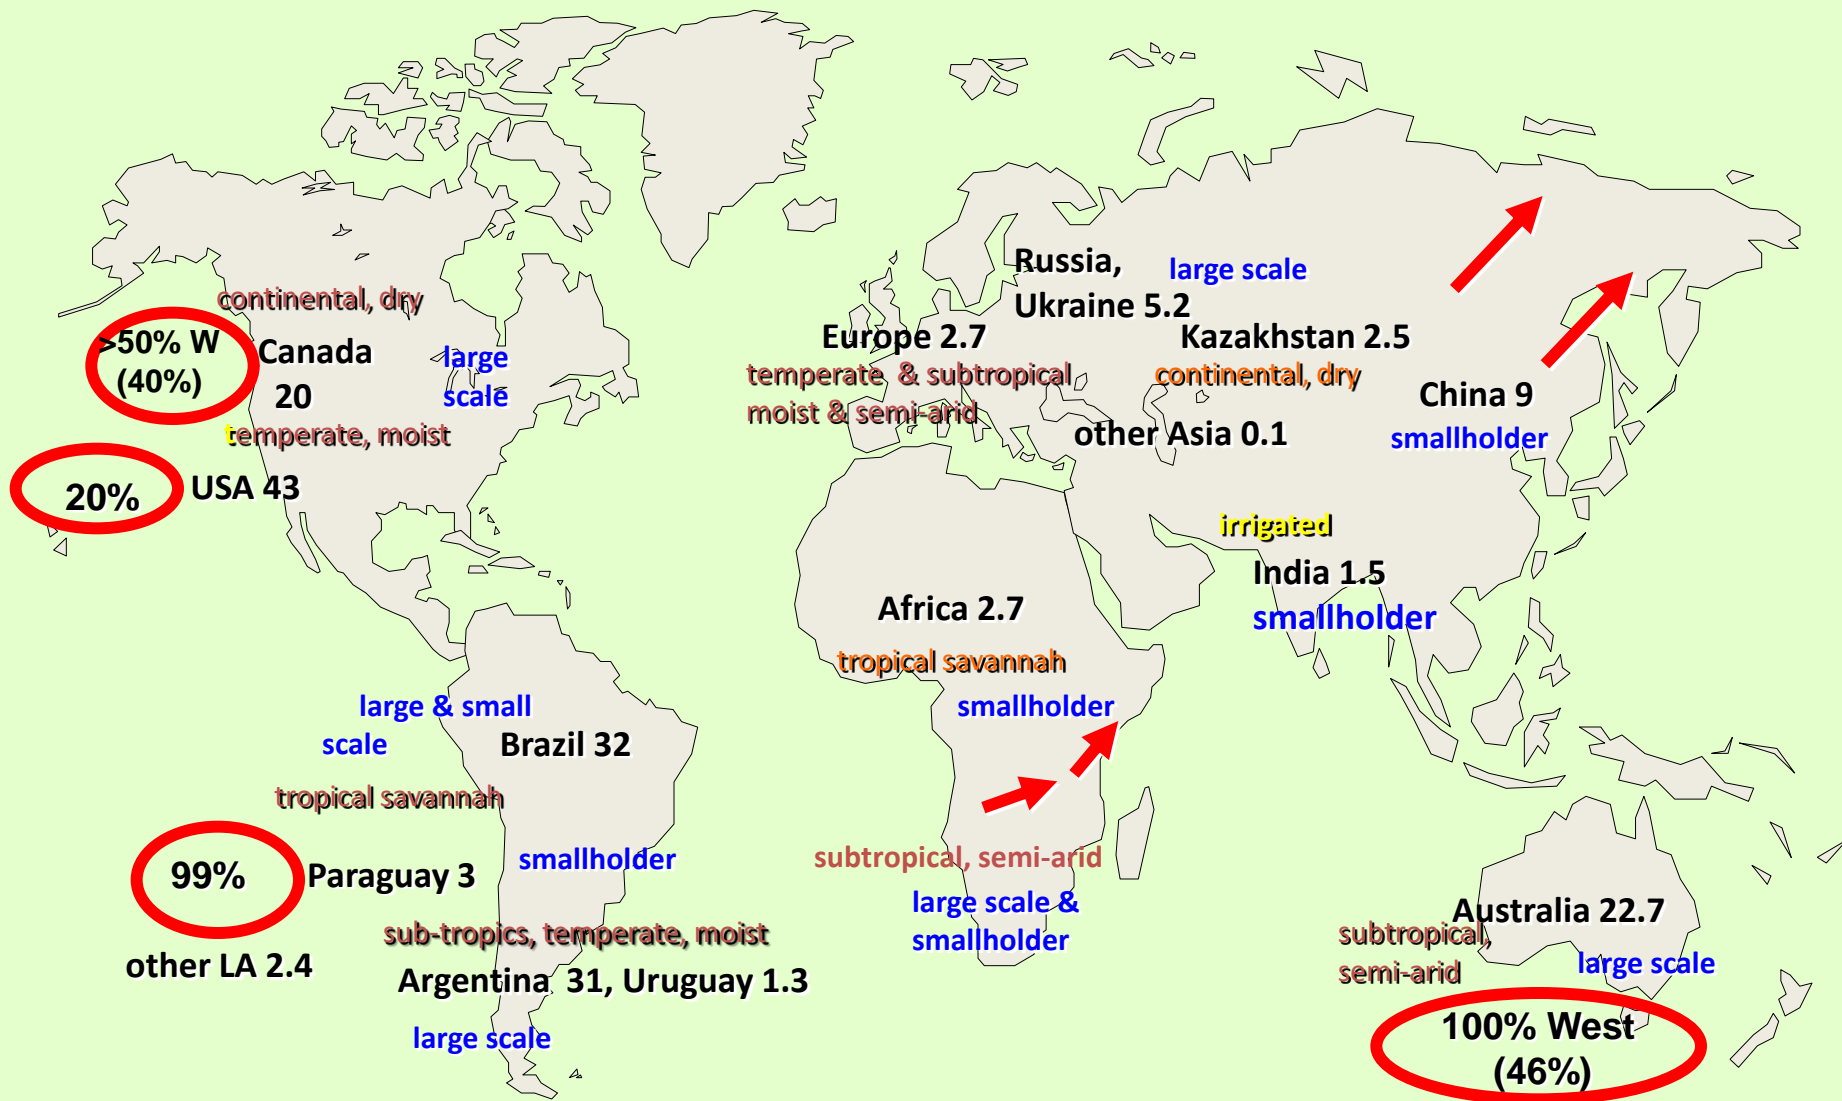 continental, dry
>50% W
(40%)
Canada
20
large
scale
temperate, moist
20%
USA 43
Russia,
Ukraine 5.2
large scale
Europe 2.7
Kazakhstan 2.5
temperate & subtropical
moist & semi-arid
continental, dry
other Asia 0.1
China 9
smallholder
irrigated
India 1.5
smallholder
Africa 2.7
tropical savannah
smallholder
large & small
scale
Brazil 32
tropical savannah
smallholder
99%
Paraguay 3
sub-tropics, temperate, moist
other LA 2.4
Argentina 31, Uruguay 1.3
large scale
subtropical, semi-arid
large scale &
smallholder
Australia 22.7
subtropical,
semi-arid
large scale
100% West
(46%)